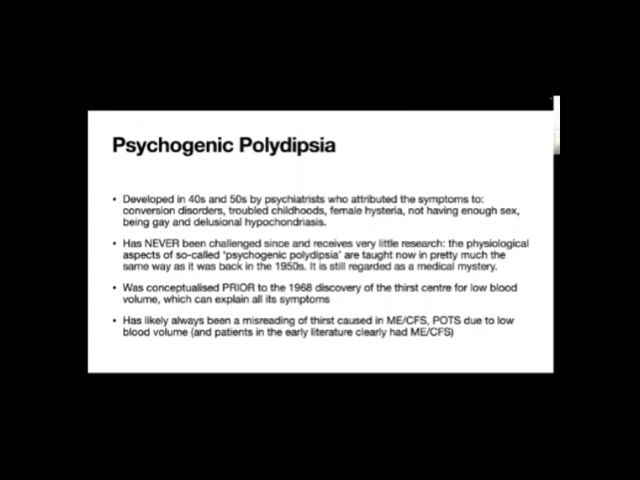 Psychogenic Polydipsia
• Developed in 40s and 50s by psychiatrists who attributed the symptoms to:
conversion disorders, troubled childhoods, female hysteria, not having enough sex,
being gay and delusional hypochondriasis.
• Has NEVER been challenged since and receives very little research: the physiological
aspects of so-called 'psychogenic polydipsia' are taught now in pretty much the
same way as it was back in the 1950s. It is still regarded as a medical mystery.
• Was conceptualised PRIOR to the 1968 discovery of the thirst centre for low blood
volume, which can explain all its symptoms
• Has likely always been a misreading of thirst caused in ME/CFS, POTS due to low
blood volume (and patients in the early literature clearly had ME/CFS)